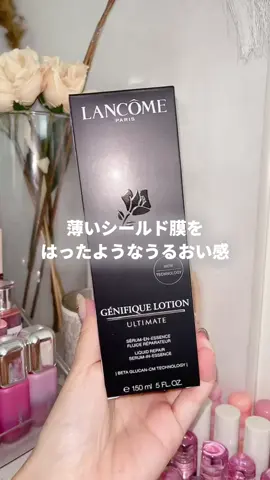 LANCÔME
PARIS
薄いシールド膜を
はったようなうるおい感
NEW
TECHNOLOGY
GÉNIFIQUE LOTION
ULTIMATE
SÉRUM-EN-ESSENCE
FLUIDE RÉPARATEUR
LIQUID REPAIR
SERUM-IN-ESSENCE
[ BETA GLUCAN-CM TECHNOLOGY ]
e 150 ml 5 FL.OZ.